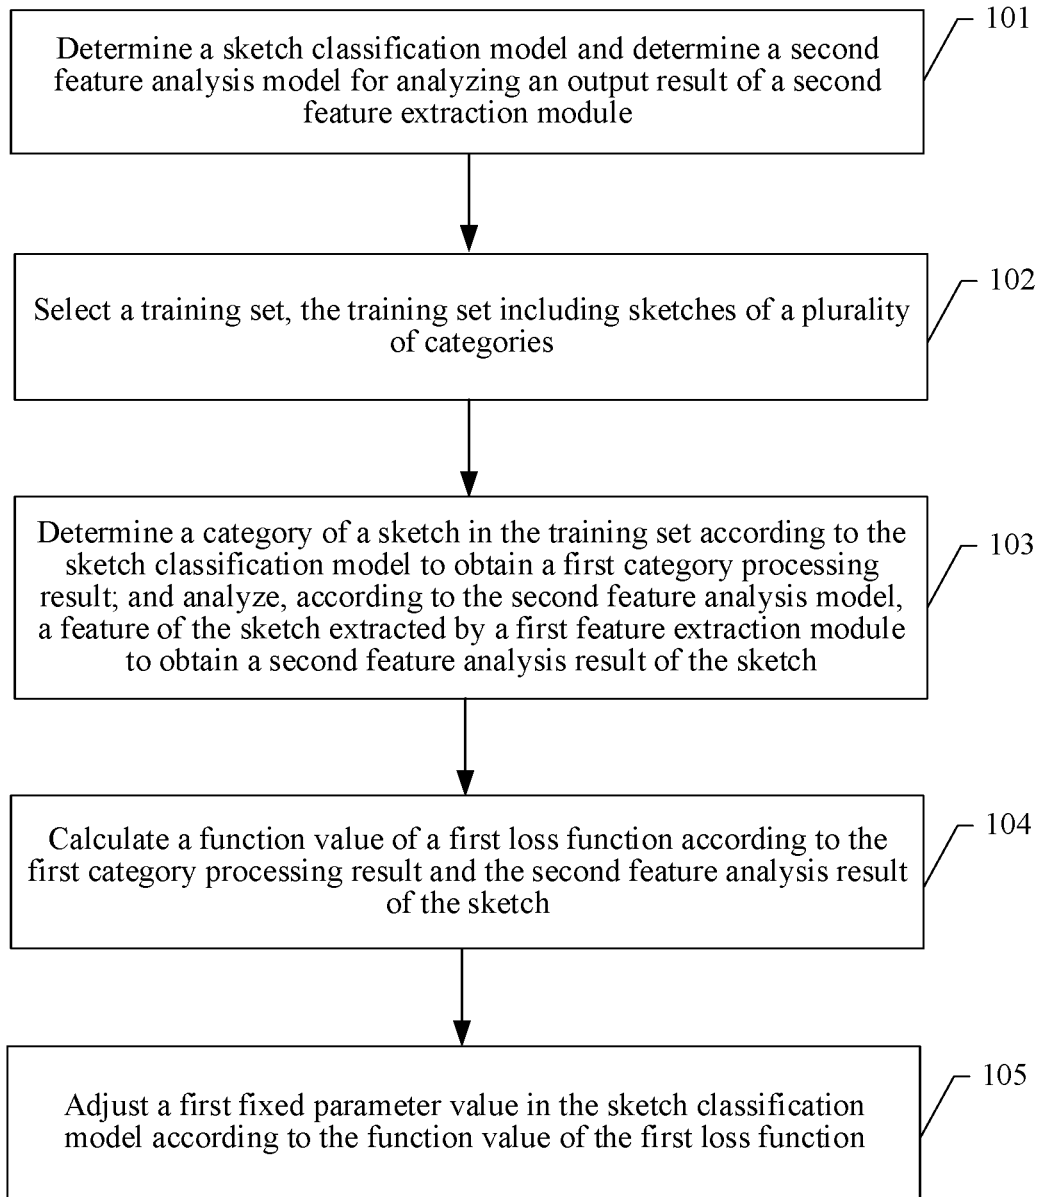 101
Determine a sketch classification model and determine a second
feature analysis model for analyzing an output result of a second
feature extraction module
102
Select a training set, the training set including sketches of a plurality
of categories
103
Determine a category of a sketch in the training set according to the
sketch classification model to obtain a first category processing
result; and analyze, according to the second feature analysis model,
a feature of the sketch extracted by a first feature extraction module
to obtain a second feature analysis result of the sketch
104
Calculate a function value of a first loss function according to the
first category processing result and the second feature analysis result
of the sketch
105
Adjust a first fixed parameter value in the sketch classification
model according to the function value of the first loss function